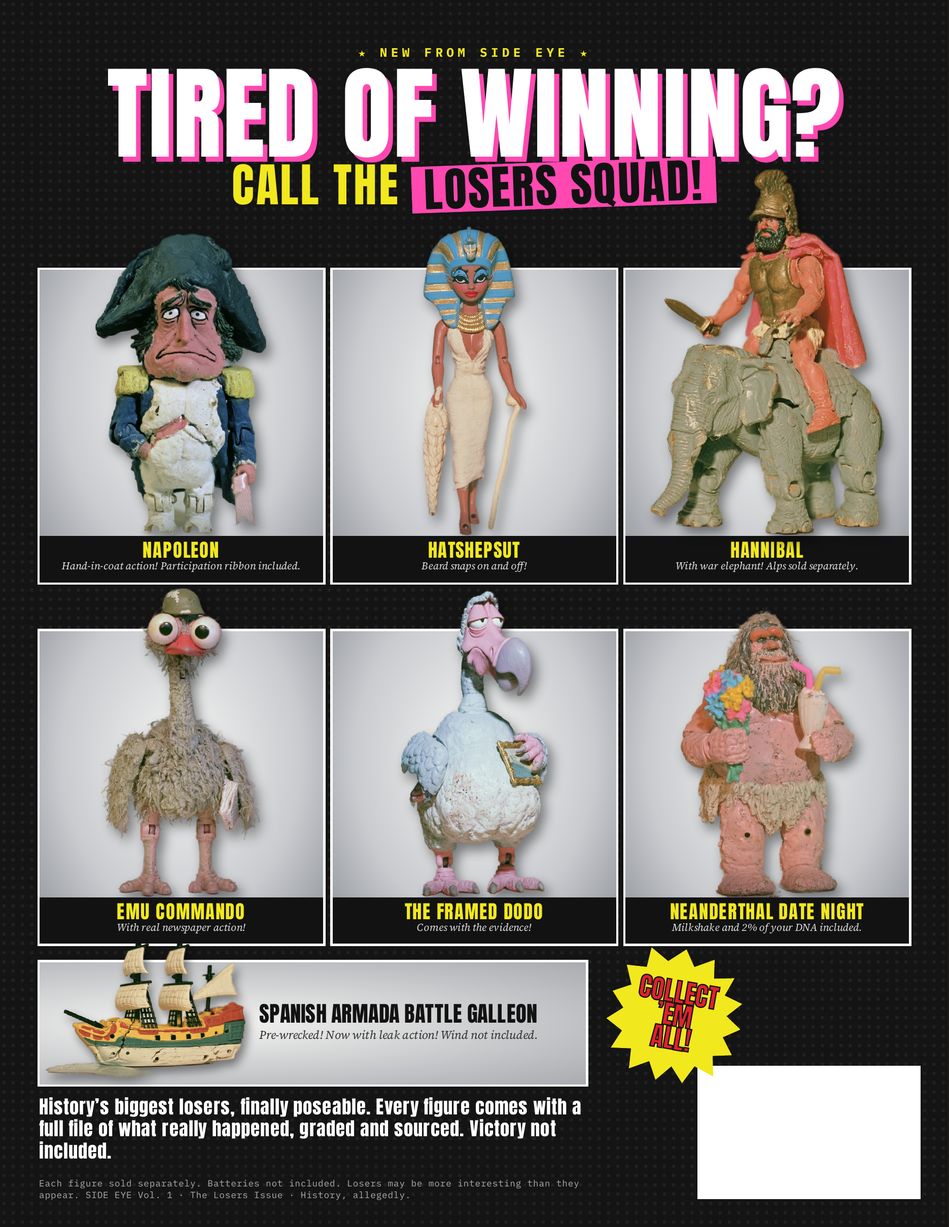 ★ NEW FROM SIDE EYE ★
TIRED OF WINNING?
CALL THE LOSERS SQUAD!
NAPOLEON
Hand-in-coat action! Participation ribbon included.
HATSHEPSUT
Beard snaps on and off!
HANNIBAL
With war elephant! Alps sold separately.
EMU COMMANDO
With real newspaper action!
THE FRAMED DODO
Comes with the evidence!
NEANDERTHAL DATE NIGHT
Milkshake and 2% of your DNA included.
SPANISH ARMADA BATTLE GALLEON
Pre-wrecked! Now with leak action! Wind not included.
COLLECT
'EM
ALL!
History's biggest losers, finally poseable. Every figure comes with a
full file of what really happened, graded and sourced. Victory not
included.
Each figure sold separately. Batteries not included. Losers may be more interesting than they
appear. SIDE EYE Vol. 1 · The Losers Issue · History, allegedly.